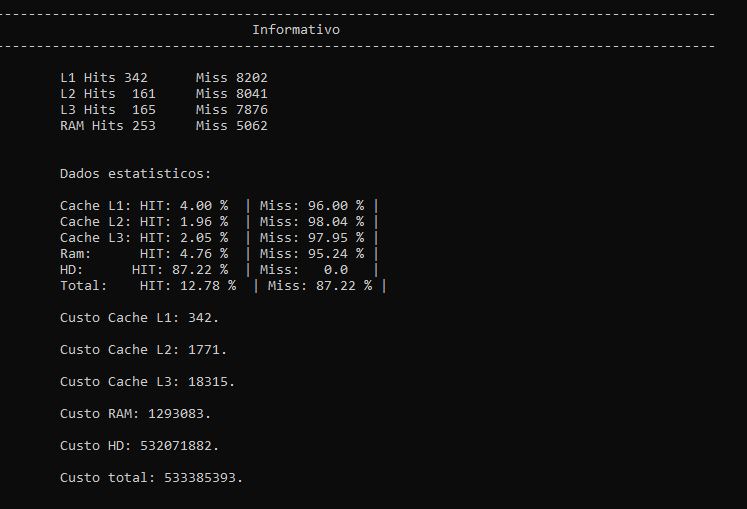 Informativo
L1 Hits 342 Miss 8202
L2 Hits 161 Miss 8041
L3 Hits 165 Miss 7876
RAM Hits 253 Miss 5062
Dados estatisticos:
Cache L1: HIT: 4.00 % | Miss: 96.00 % |
Cache L2: HIT: 1.96 % | Miss: 98.04 % |
Cache L3: HIT: 2.05 % | Miss: 97.95 % |
Ram: HIT: 4.76 % | Miss: 95.24 % |
HD: HIT: 87.22 % | Miss: 0.0 |
Total: HIT: 12.78 % | Miss: 87.22 % |
Custo Cache L1: 342.
Custo Cache L2: 1771.
Custo Cache L3: 18315.
Custo RAM: 1293083.
Custo HD: 532071882.
Custo total: 533385393.